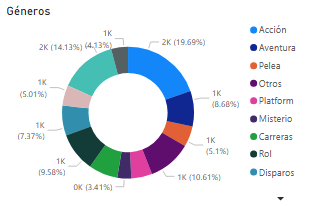 Géneros
1K
2K (14.13%) (4.13%)
2K (19.69%)
1K
(5.01%)
1K
(7.37%)
1K
(9.58%)
0K (3.41%)
1K (10.61%)
1K
(5.1%)
1K
(8.68%)
Acción
Aventura
Pelea
Otros
Platform
Misterio
Carreras
Rol
Disparos